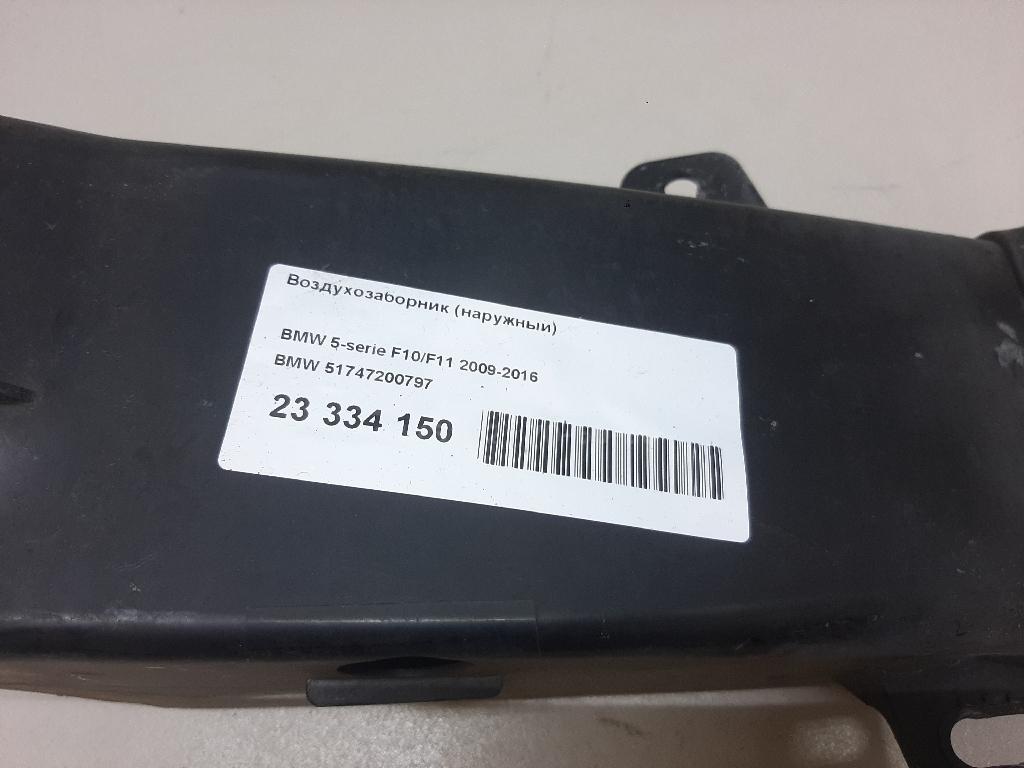 Воздухозаборник (наружный)
BMW 5-serie F10/F11 2009-2016
BMW 51747200797
23 334 150